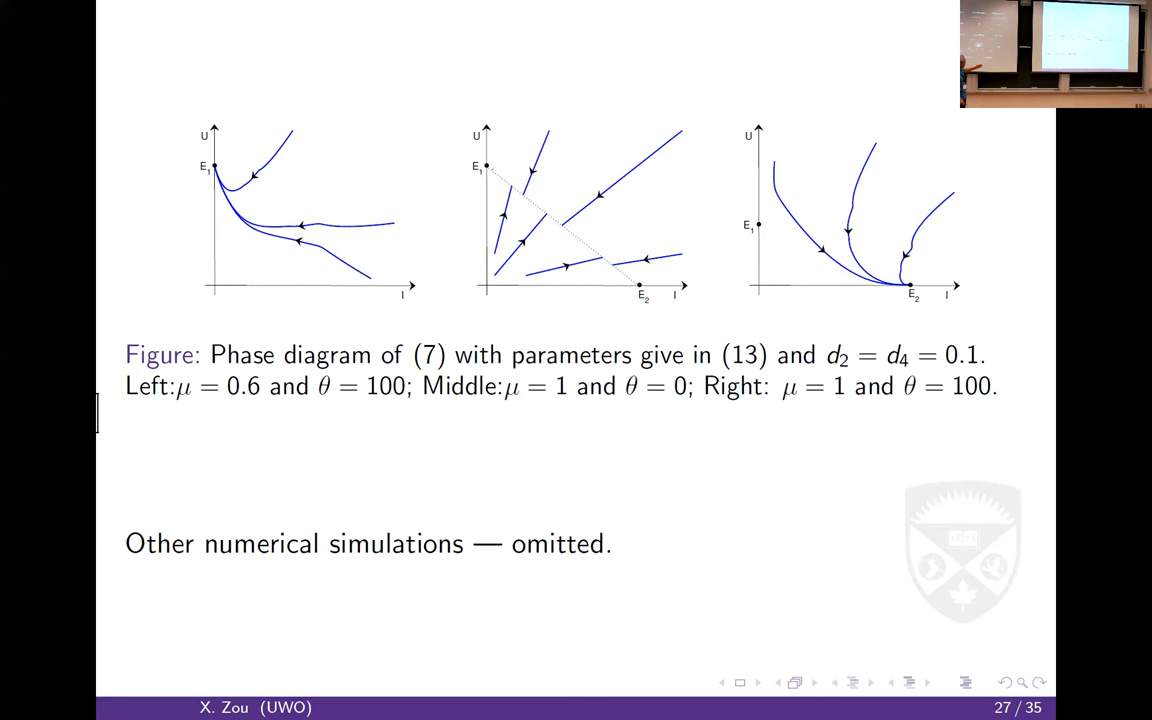 U U U
E1 E1 E1
I E2 I E2 I
Figure: Phase diagram of (7) with parameters give in (13) and d2 = d4 = 0.1.
Left:μ = 0.6 and θ = 100; Middle:μ = 1 and θ = 0; Right: μ = 1 and θ = 100.
Other numerical simulations — omitted.
X. Zou (UWO) 27 / 35